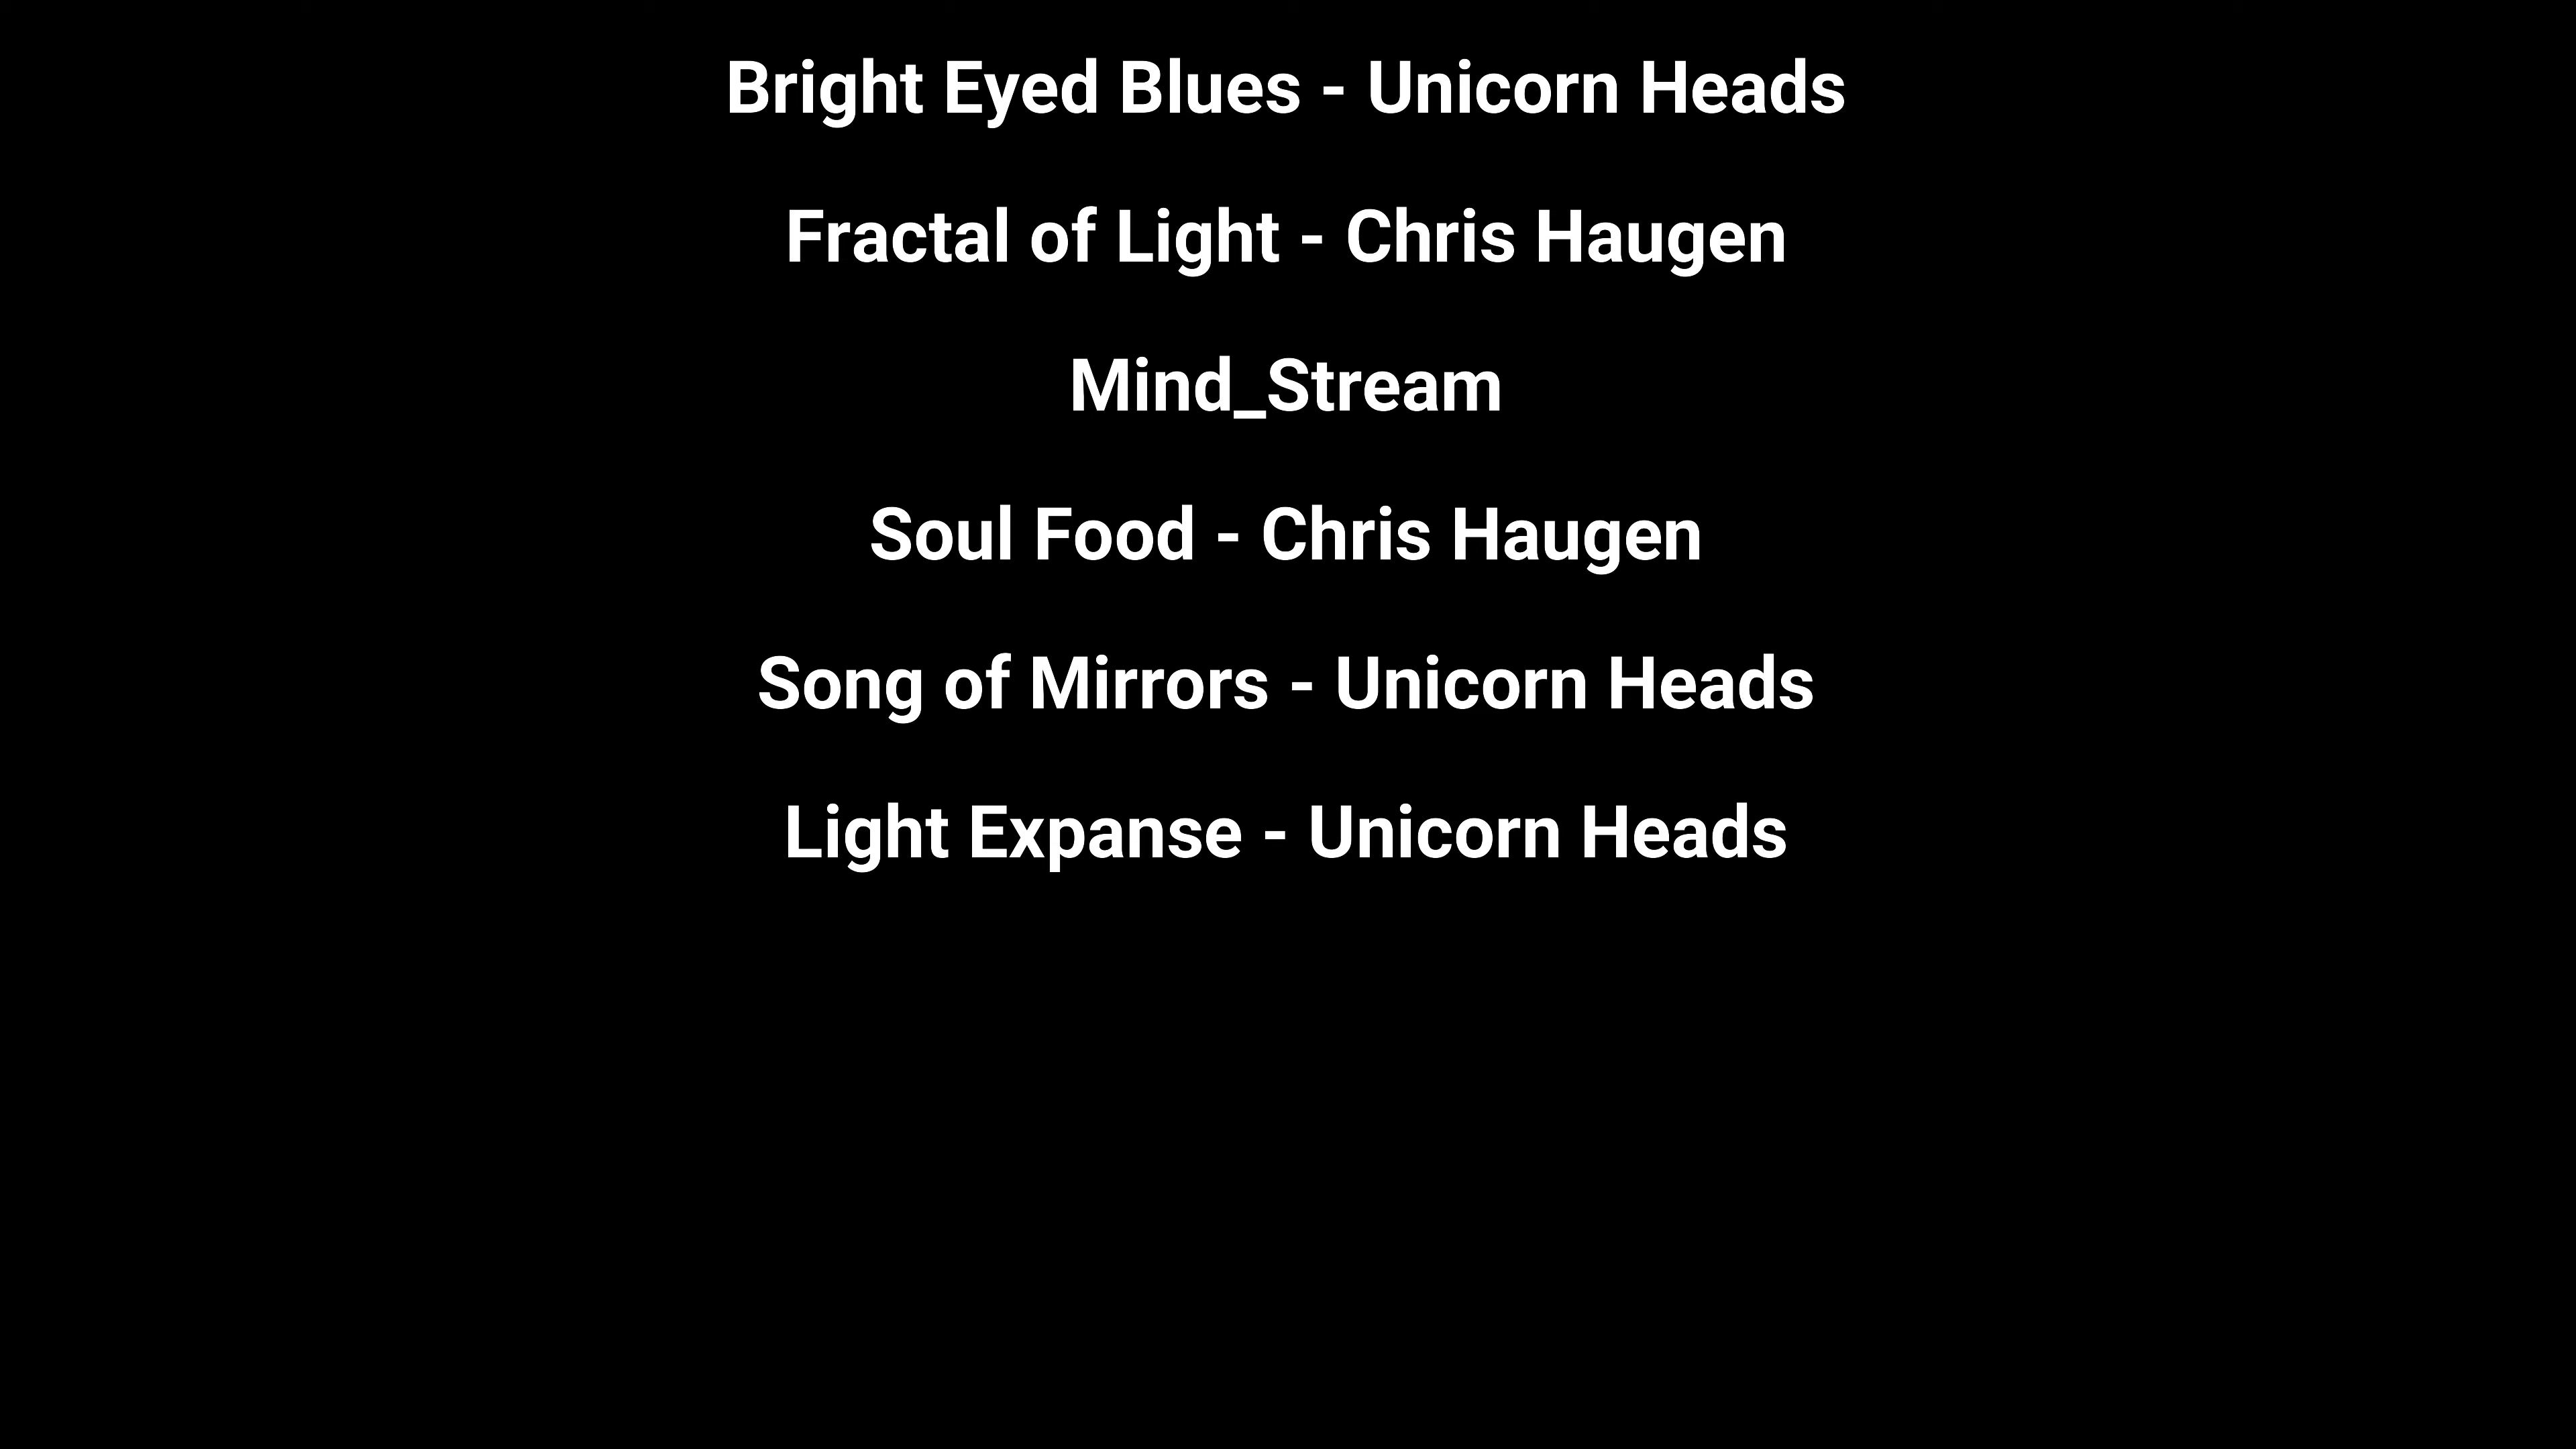 Bright Eyed Blues - Unicorn Heads
Fractal of Light - Chris Haugen
Mind_Stream
Soul Food - Chris Haugen
Song of Mirrors - Unicorn Heads
Light Expanse - Unicorn Heads